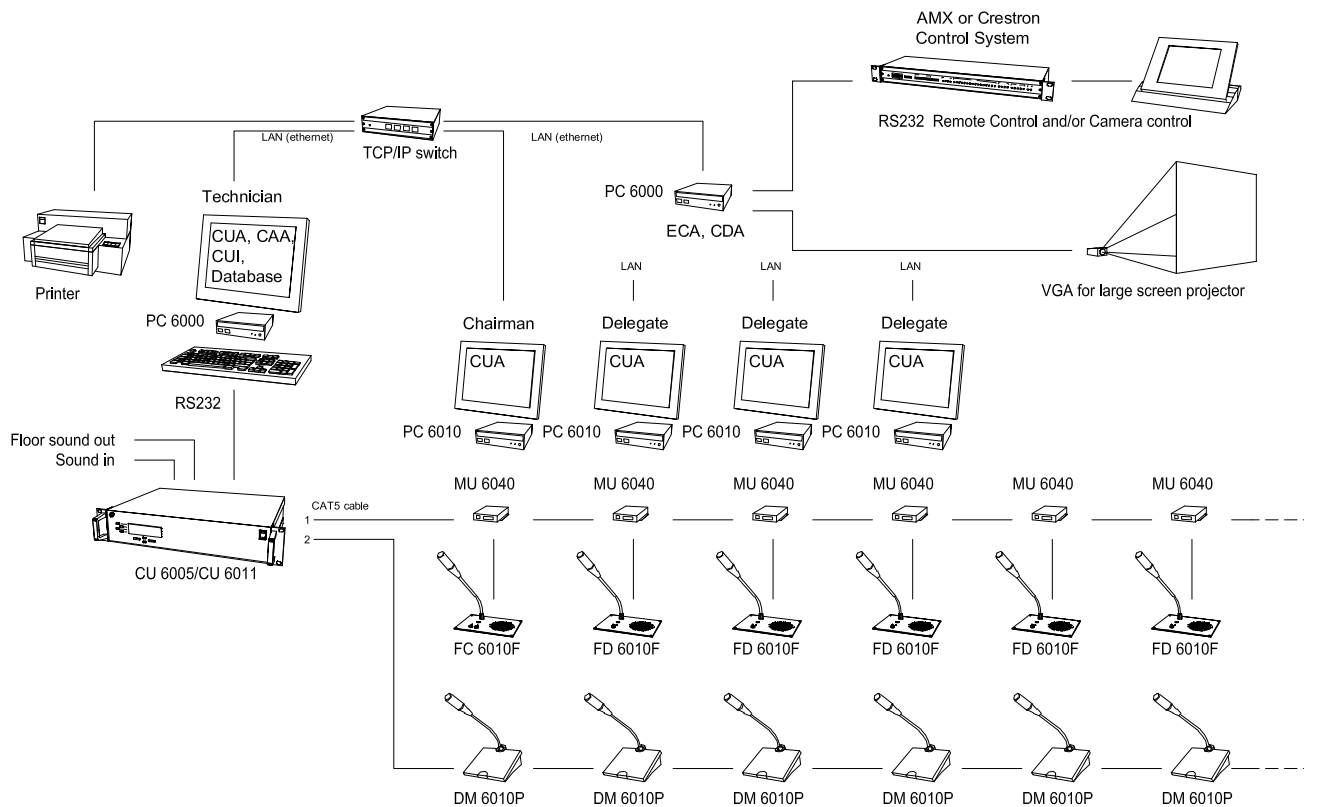 AMX or Crestron
Control System
RS232 Remote Control and/or Camera control
LAN (ethernet)
TCP/IP switch
LAN (ethernet)
Technician
CUA, CAA,
CUI,
Database
Printer
PC 6000
RS232
PC 6000
ECA, CDA
VGA for large screen projector
LAN
LAN
LAN
Chairman
Delegate
Delegate
Delegate
CUA
CUA
CUA
CUA
PC 6010
PC 6010
PC 6010
PC 6010
Floor sound out
Sound in
CU 6005/CU 6011
CAT5 cable
1
2
MU 6040
MU 6040
MU 6040
MU 6040
MU 6040
MU 6040
FC 6010F
FD 6010F
FD 6010F
FD 6010F
FD 6010F
FD 6010F
DM 6010P
DM 6010P
DM 6010P
DM 6010P
DM 6010P
DM 6010P